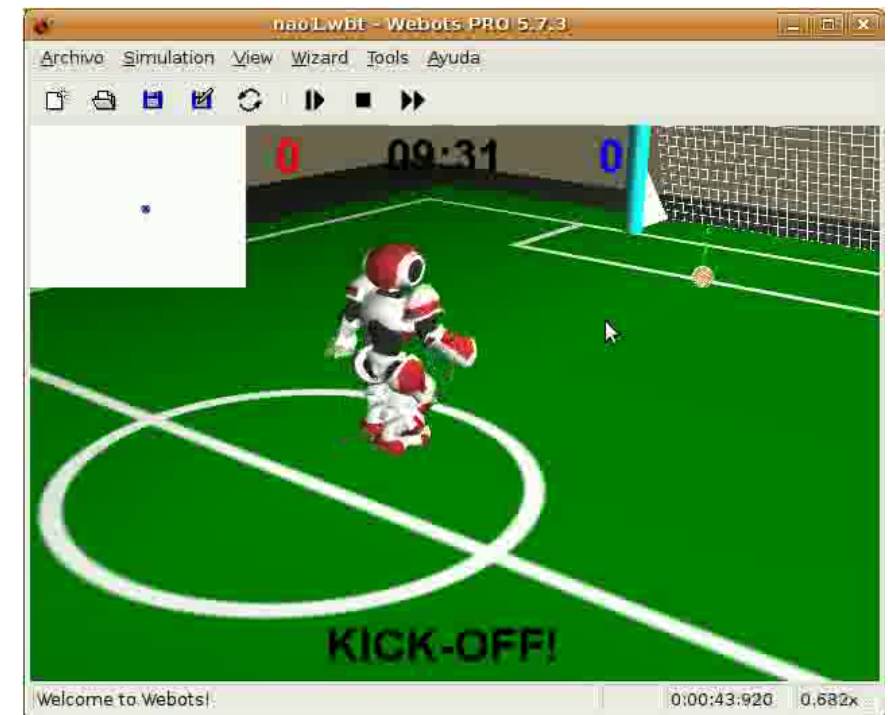 nao1.wbt - Webots PRO 5.7.3
Archivo Simulation View Wizard Tools Ayuda
0 09:31 0
KICK-OFF!
Welcome to Webots! 0:00:43:920 0.682x